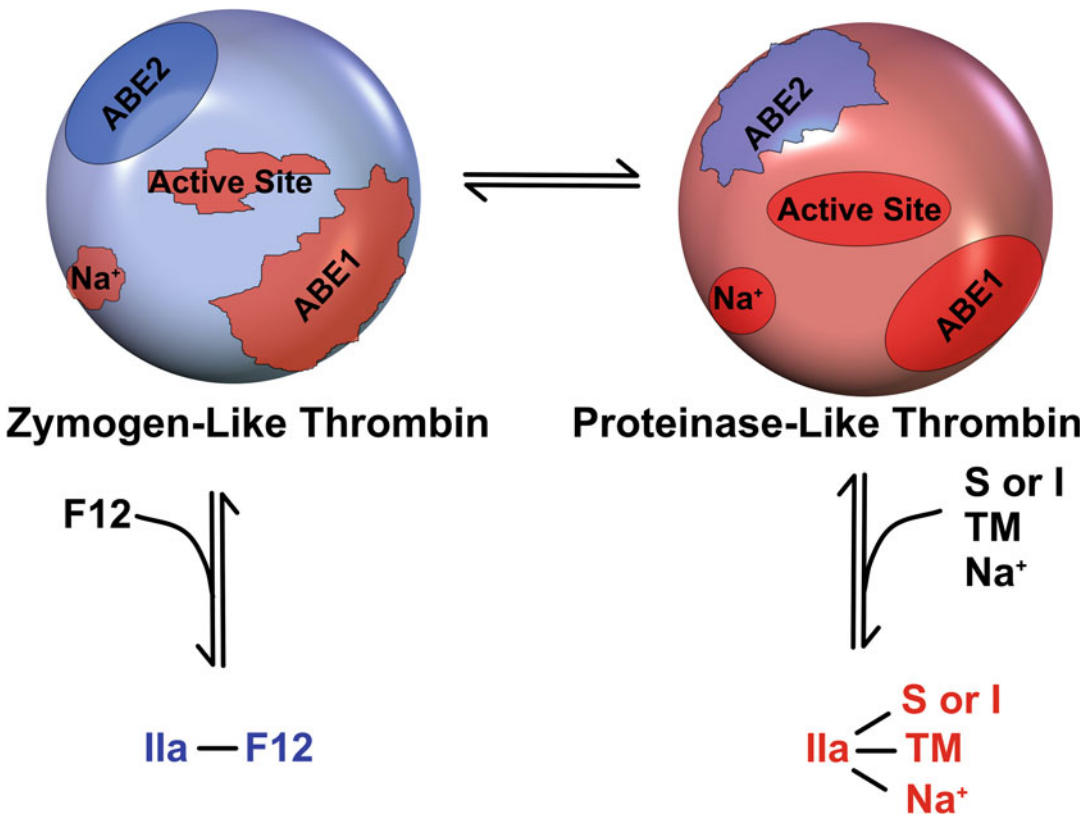 ABE2
Active Site
Na⁺
ABE1
Zymogen-Like Thrombin
ABE2
Active Site
Na⁺
ABE1
Proteinase-Like Thrombin
F12
S or I
TM
Na⁺
IIa F12
S or I
IIa TM
Na⁺